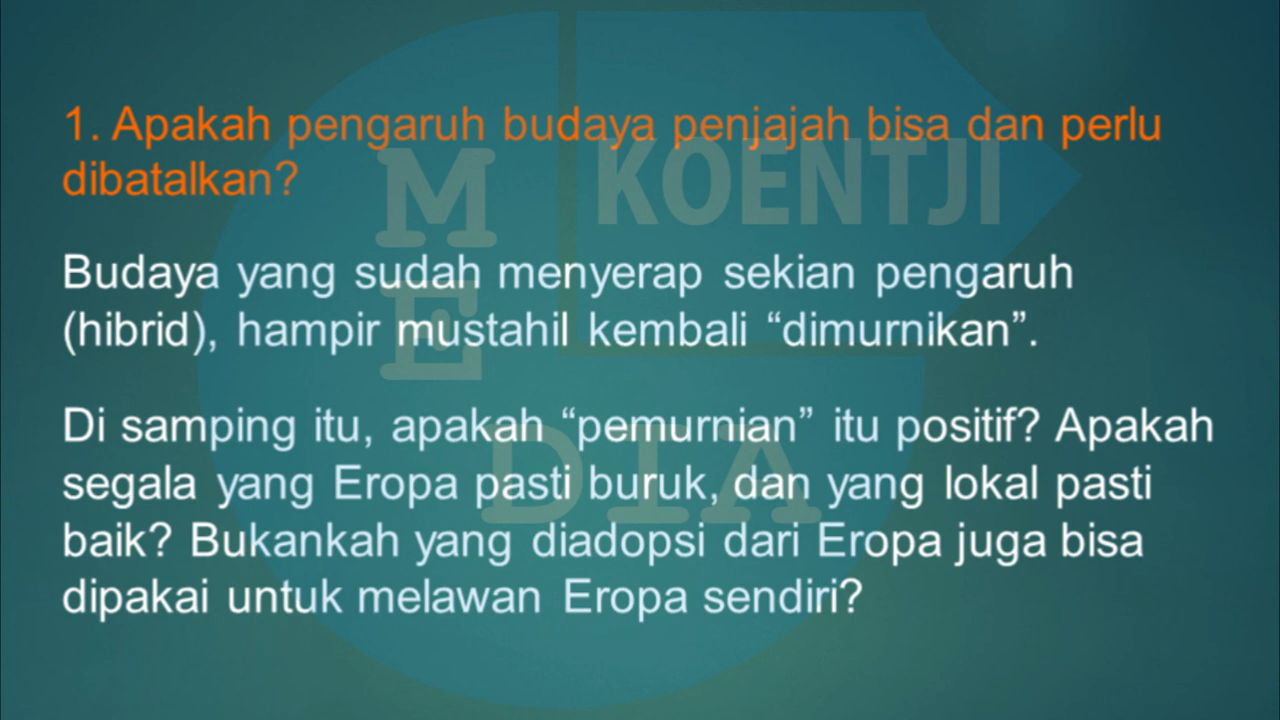 1. Apakah pengaruh budaya penjajah bisa dan perlu
dibatalkan?
Budaya yang sudah menyerap sekian pengaruh
(hibrid), hampir mustahil kembali “dimurnikan”.
Di samping itu, apakah “pemurnian” itu positif? Apakah
segala yang Eropa pasti buruk, dan yang lokal pasti
baik? Bukankah yang diadopsi dari Eropa juga bisa
dipakai untuk melawan Eropa sendiri?
KOENTJI
M
E
DIA